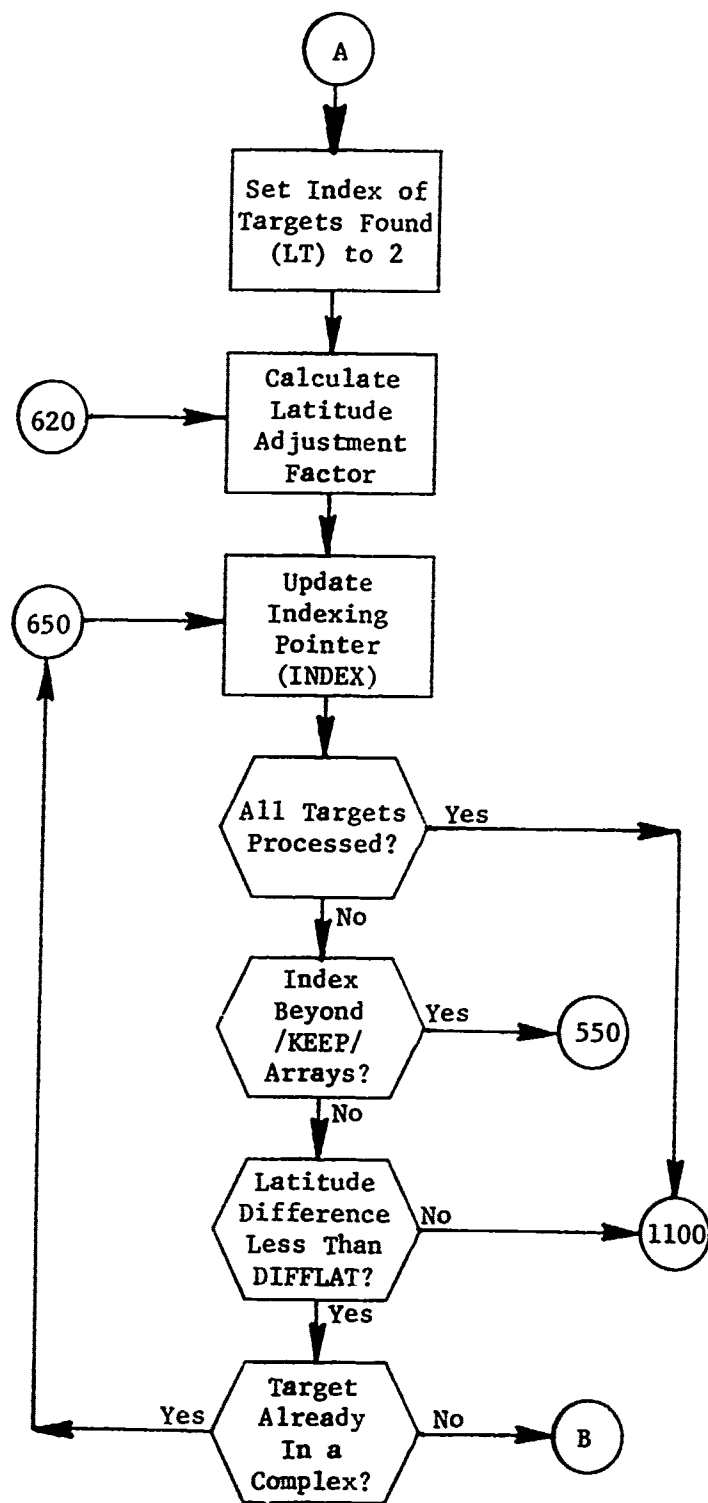 A
Set Index of
Targets Found
(LT) to 2
620
Calculate
Latitude
Adjustment
Factor
650
Update
Indexing
Pointer
(INDEX)
All Targets
Processed?
Yes
No
Index
Beyond
/KEEP/
Arrays?
Yes
550
No
Latitude
Difference
Less Than
DIFFLAT?
No
1100
Yes
Target
Already
In a
Complex?
Yes
No
B